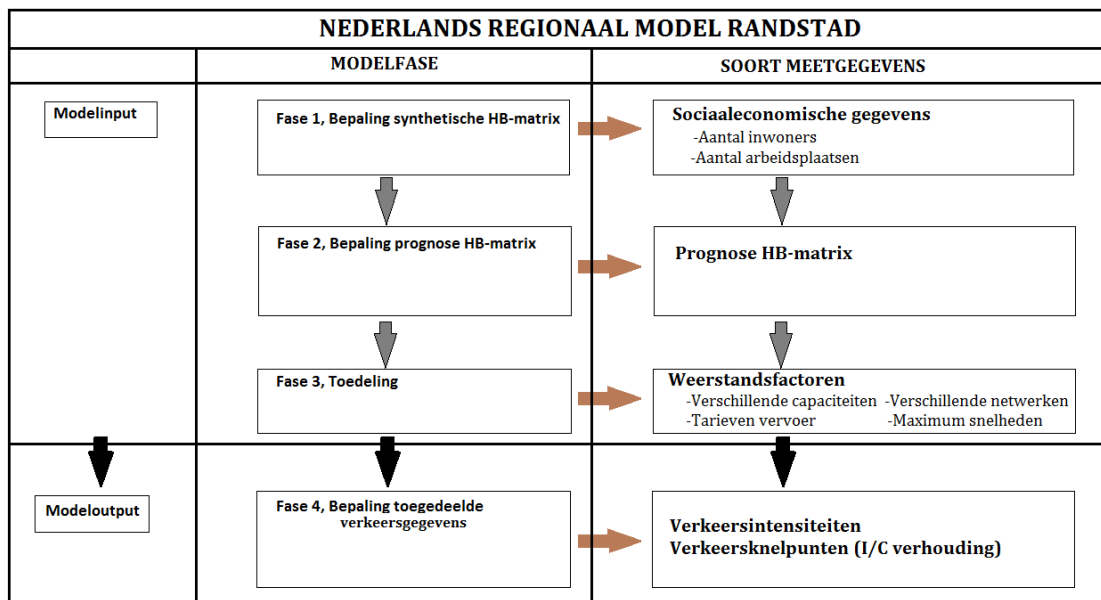 NEDERLANDS REGIONAAL MODEL RANDSTAD
MODELFASE
SOORT MEETGEGEVENS
Modelinput
Fase 1, Bepaling synthetische HB-matrix
Sociaaleconomische gegevens
-Aantal inwoners
-Aantal arbeidsplaatsen
Fase 2, Bepaling prognose HB-matrix
Prognose HB-matrix
Fase 3, Toedeling
Weerstandsfactoren
-Verschillende capaciteiten -Verschillende netwerken
-Tarieven vervoer -Maximum snelheden
Modeloutput
Fase 4, Bepaling toegedeelde
verkeersgegevens
Verkeersintensiteiten
Verkeersknelpunten (I/C verhouding)